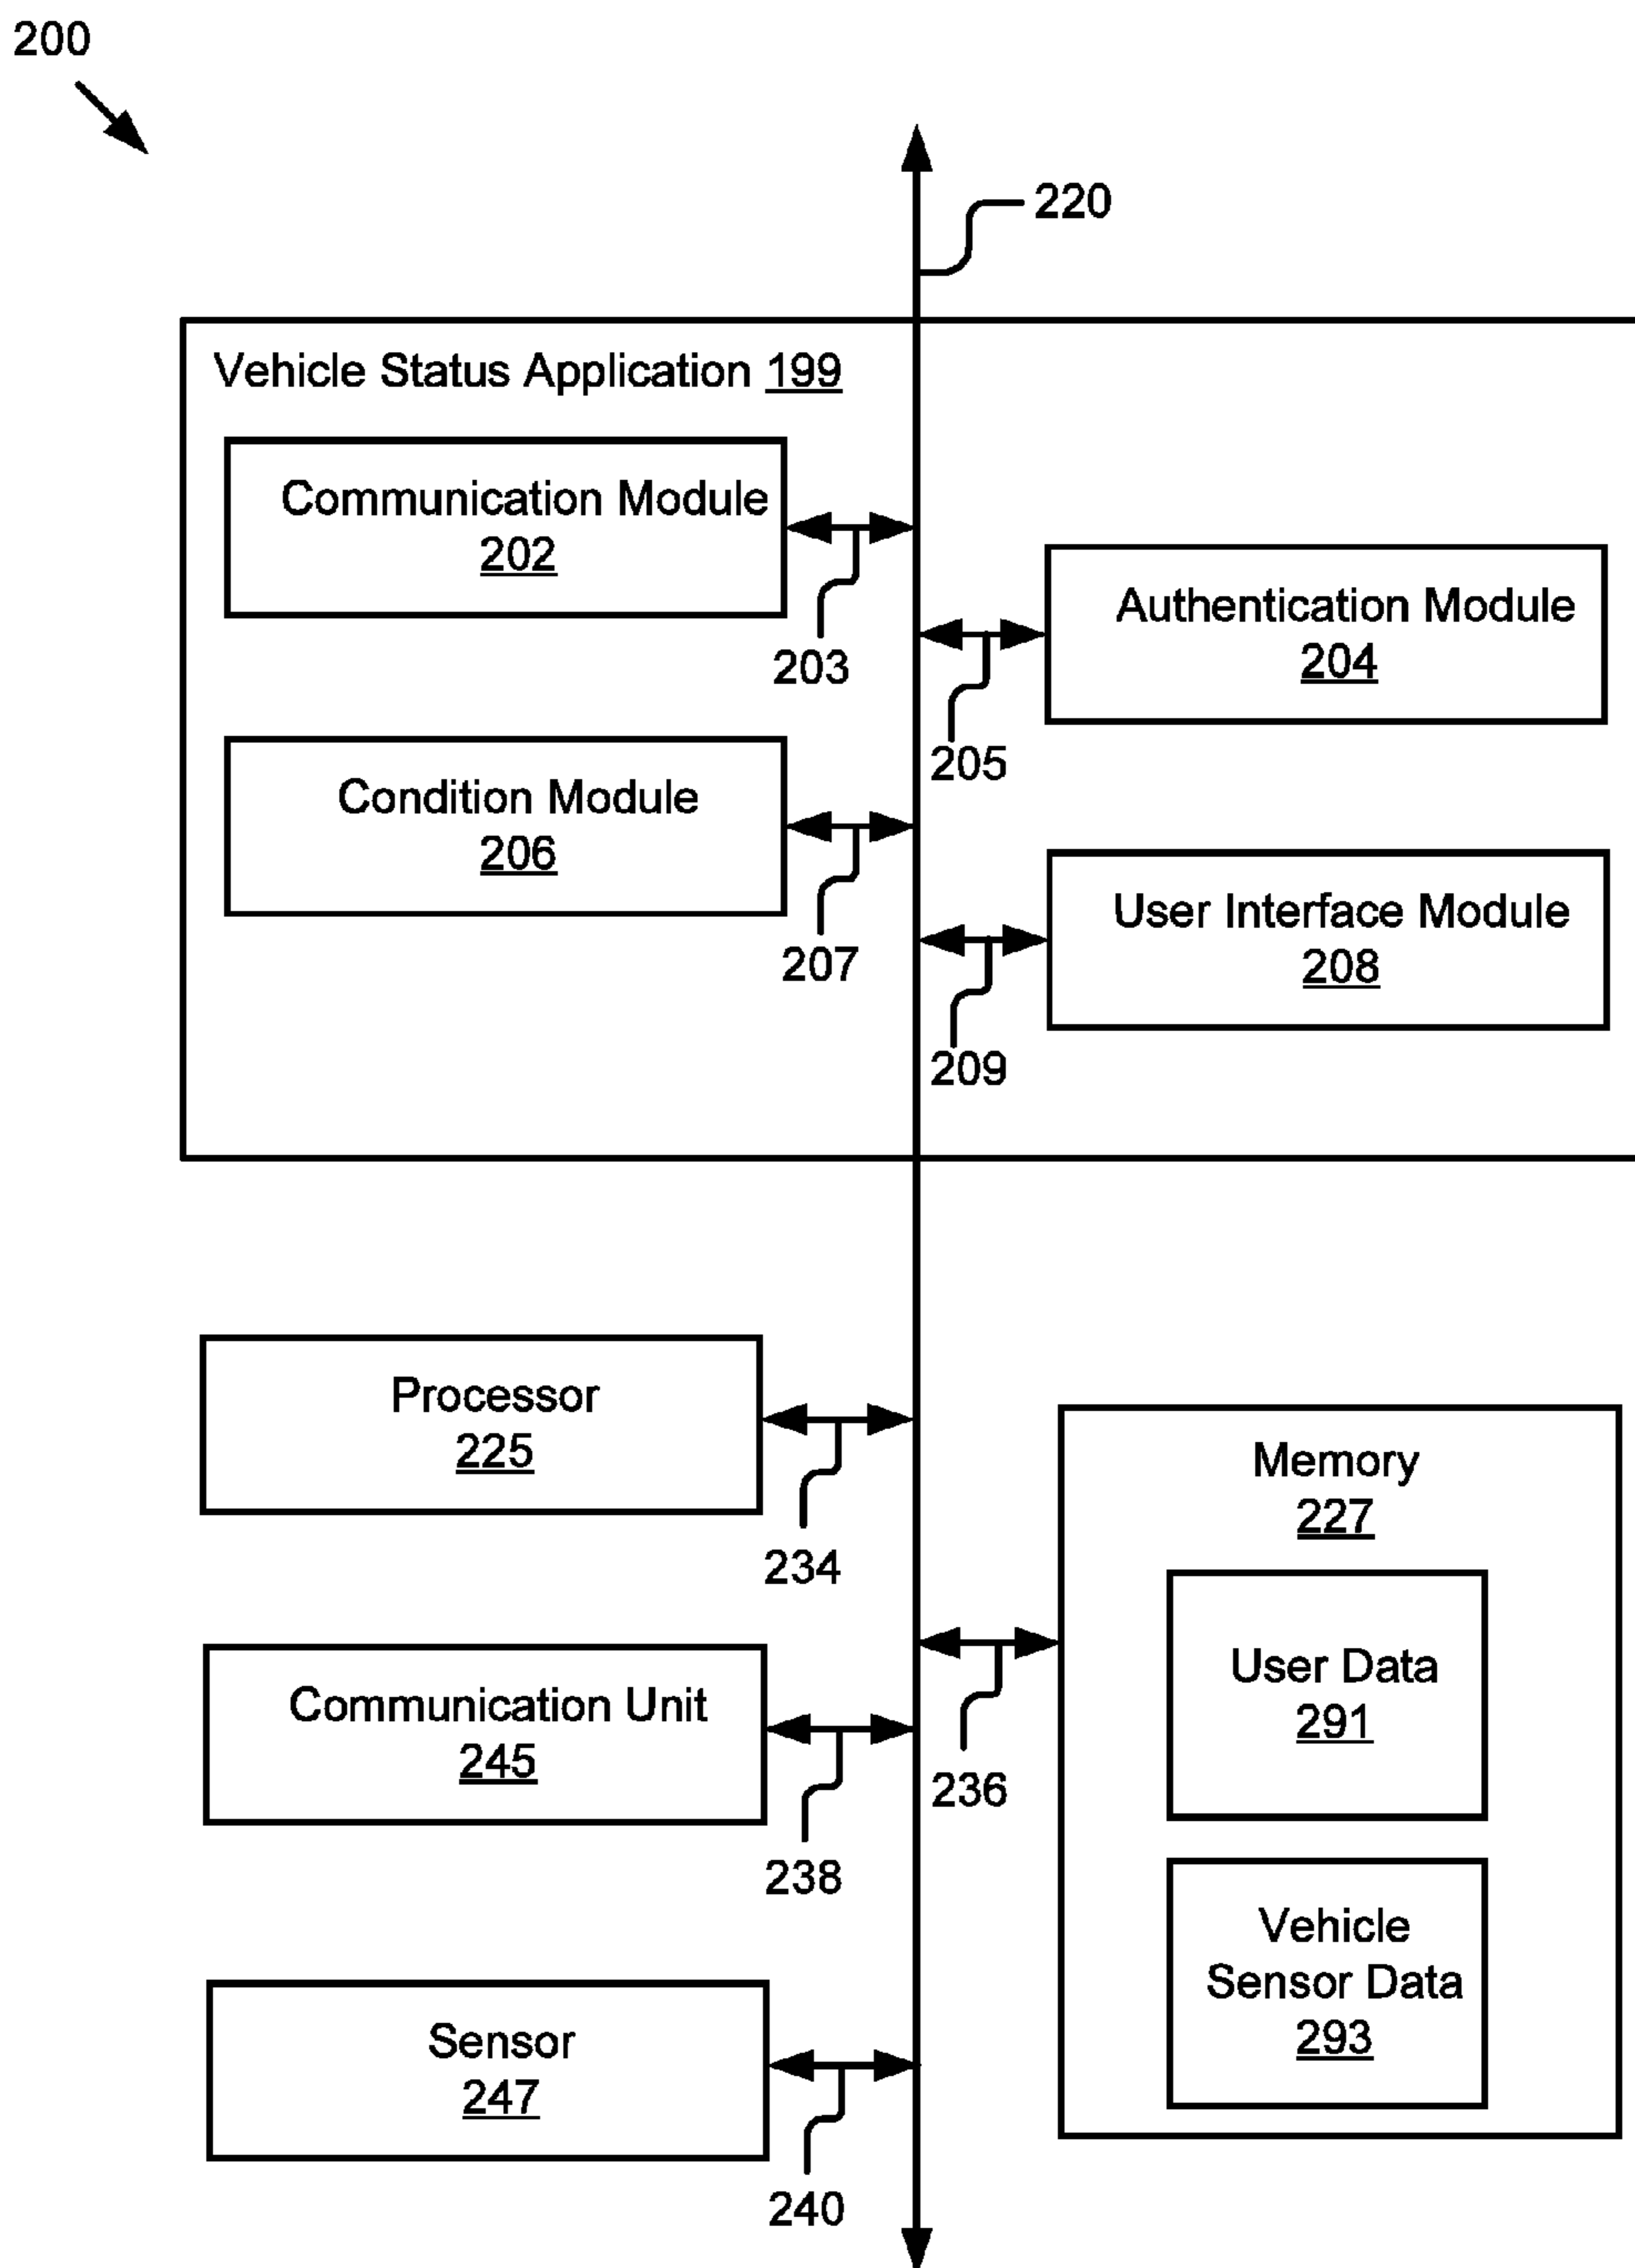 200
220
Vehicle Status Application 199
Communication Module
202
203
Authentication Module
204
205
Condition Module
206
207
User Interface Module
208
209
Processor
225
234
Memory
227
User Data
291
Communication Unit
245
236
238
Vehicle
Sensor Data
293
Sensor
247
240